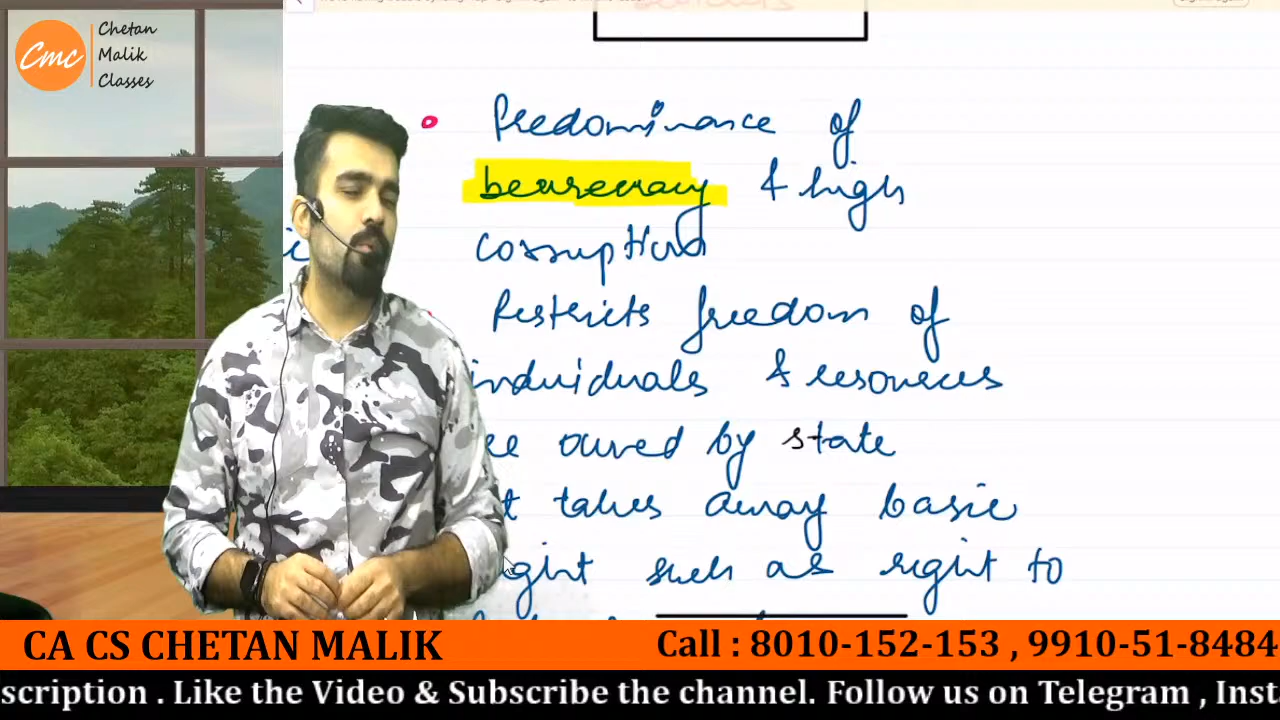 Chetan
CMC Malik
Classes
• Predominance of
beurecracy & high
corruption
Restricts freedom of
individuals & resources
owned by state
t takes away basic
ight such as right to
CA CS CHETAN MALIK
Call : 8010-152-153 , 9910-51-8484
scription . Like the Video & Subscribe the channel. Follow us on Telegram , Inst